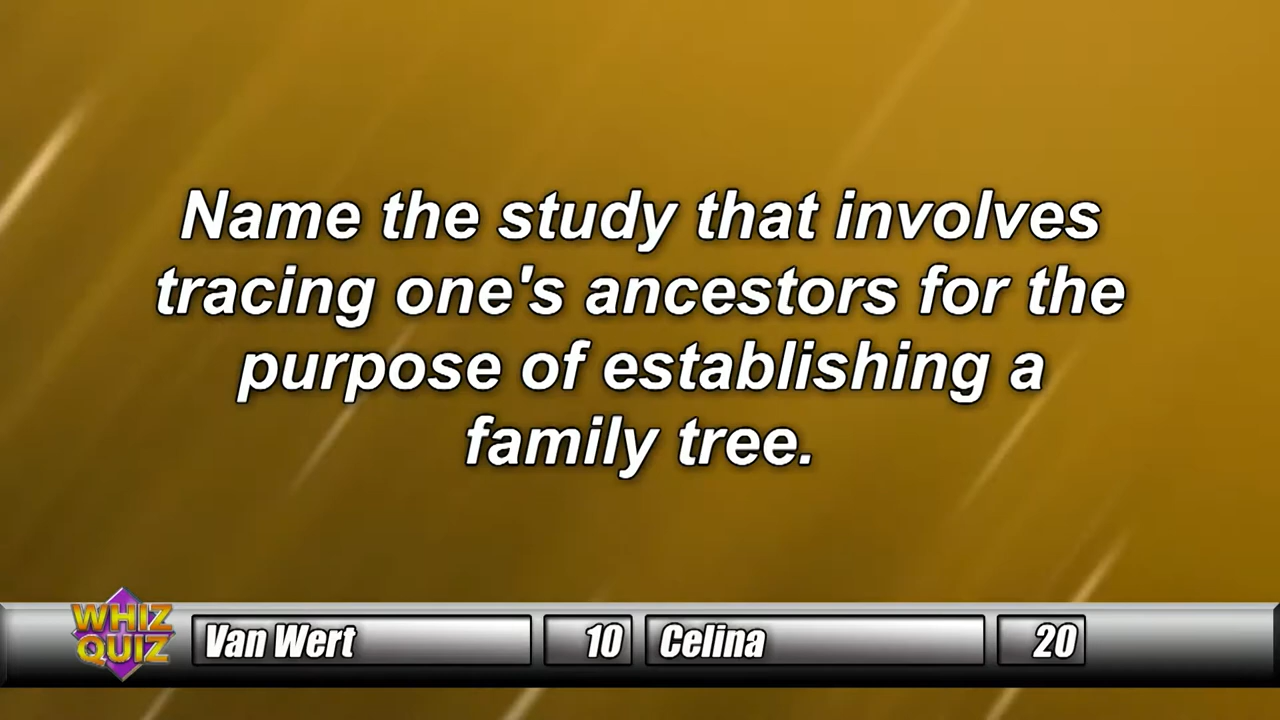 Name the study that involves
tracing one's ancestors for the
purpose of establishing a
family tree.
WHIZ
QUIZ
Van Wert 10 Celina 20